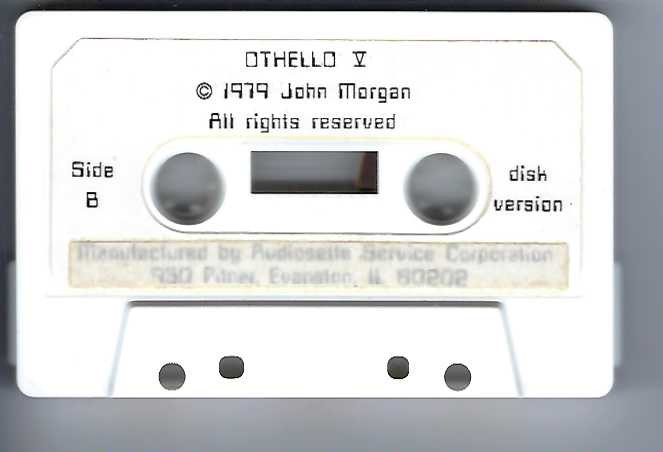 OTHELLO V
© 1979 John Morgan
All rights reserved
Side
B
disk
version
Manufactured by Audiosette Service Corporation
930 Pitner, Evanston, IL 60202